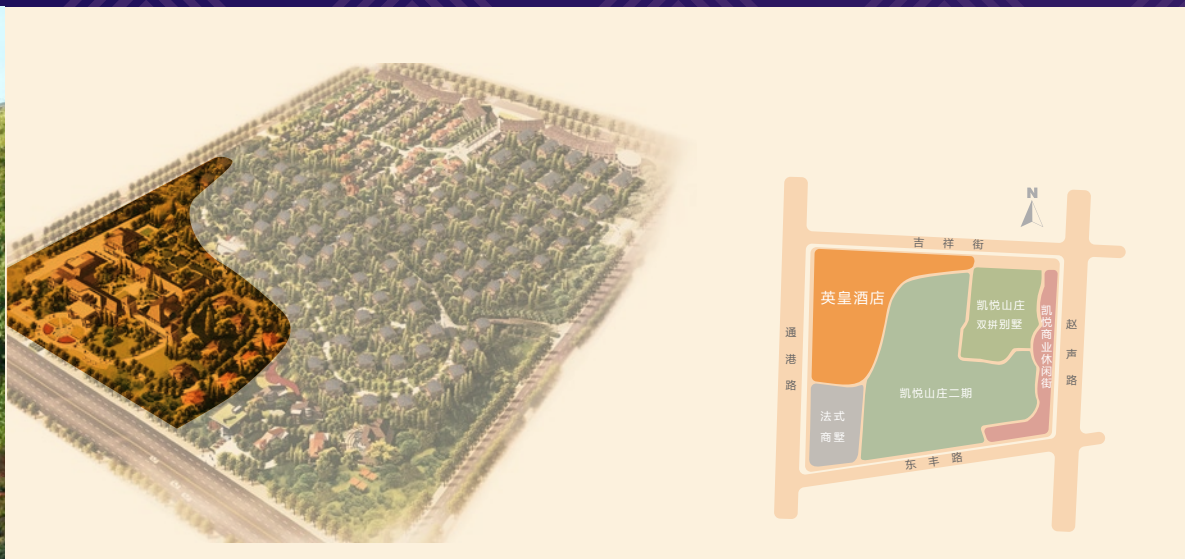 N
吉祥街
英皇酒店
凯悦山庄
双拼别墅
凯悦商业休闲街
通港路
赵声路
凯悦山庄二期
法式
商墅
东丰路